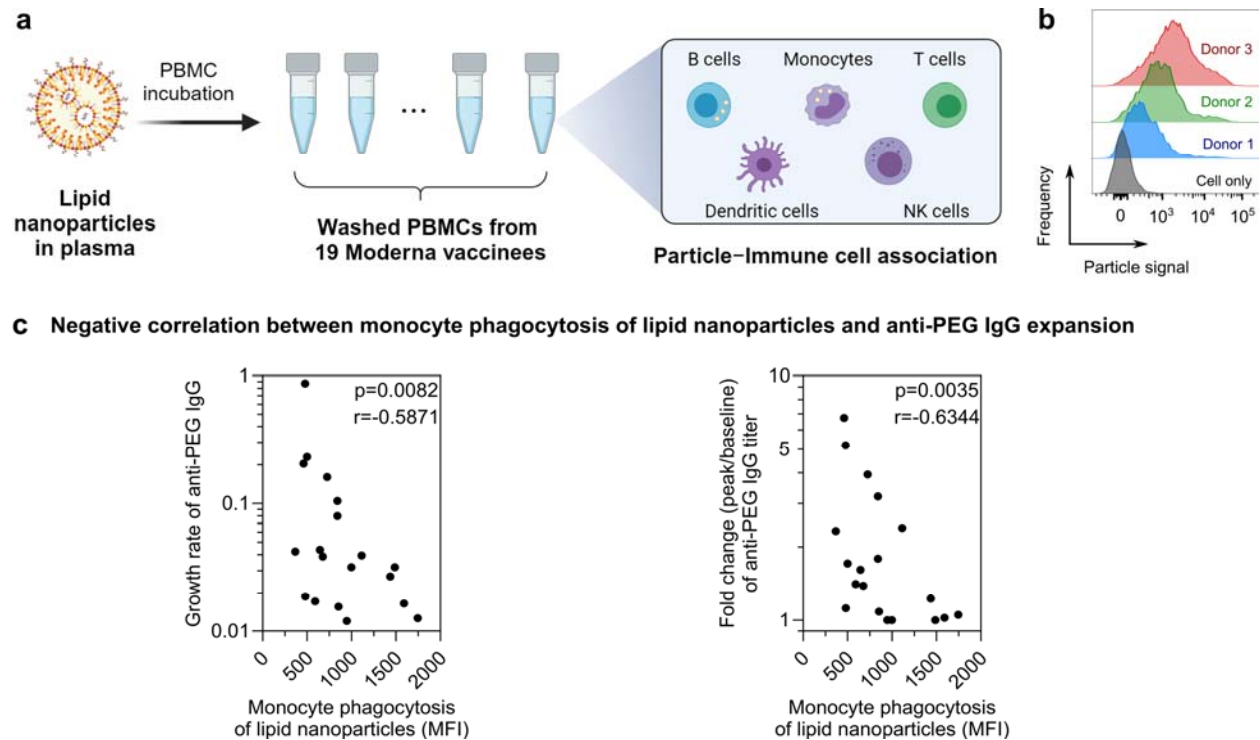 a
PBMC
incubation
Lipid
nanoparticles
in plasma
...
Washed PBMCs from
19 Moderna vaccinees
B cells
Monocytes
T cells
Dendritic cells
NK cells
Particle–Immune cell association
b
Donor 3
Donor 2
Donor 1
Cell only
Frequency
0 10³ 10⁴ 10⁵
Particle signal
c Negative correlation between monocyte phagocytosis of lipid nanoparticles and anti-PEG IgG expansion
Growth rate of anti-PEG IgG
1
0.1
0.01
p=0.0082
r=-0.5871
0 500 1000 1500 2000
Monocyte phagocytosis
of lipid nanoparticles (MFI)
Fold change (peak/baseline)
of anti-PEG IgG titer
10
5
1
p=0.0035
r=-0.6344
0 500 1000 1500 2000
Monocyte phagocytosis
of lipid nanoparticles (MFI)